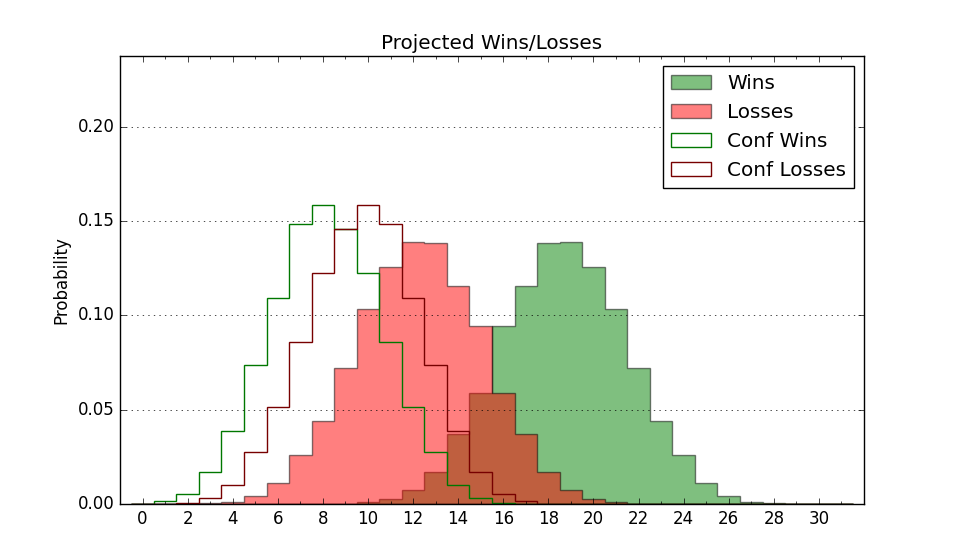 Projected Wins/Losses
Wins
Losses
Conf Wins
Conf Losses
Probability
0.20
0.15
0.10
0.05
0.00
0 2 4 6 8 10 12 14 16 18 20 22 24 26 28 30